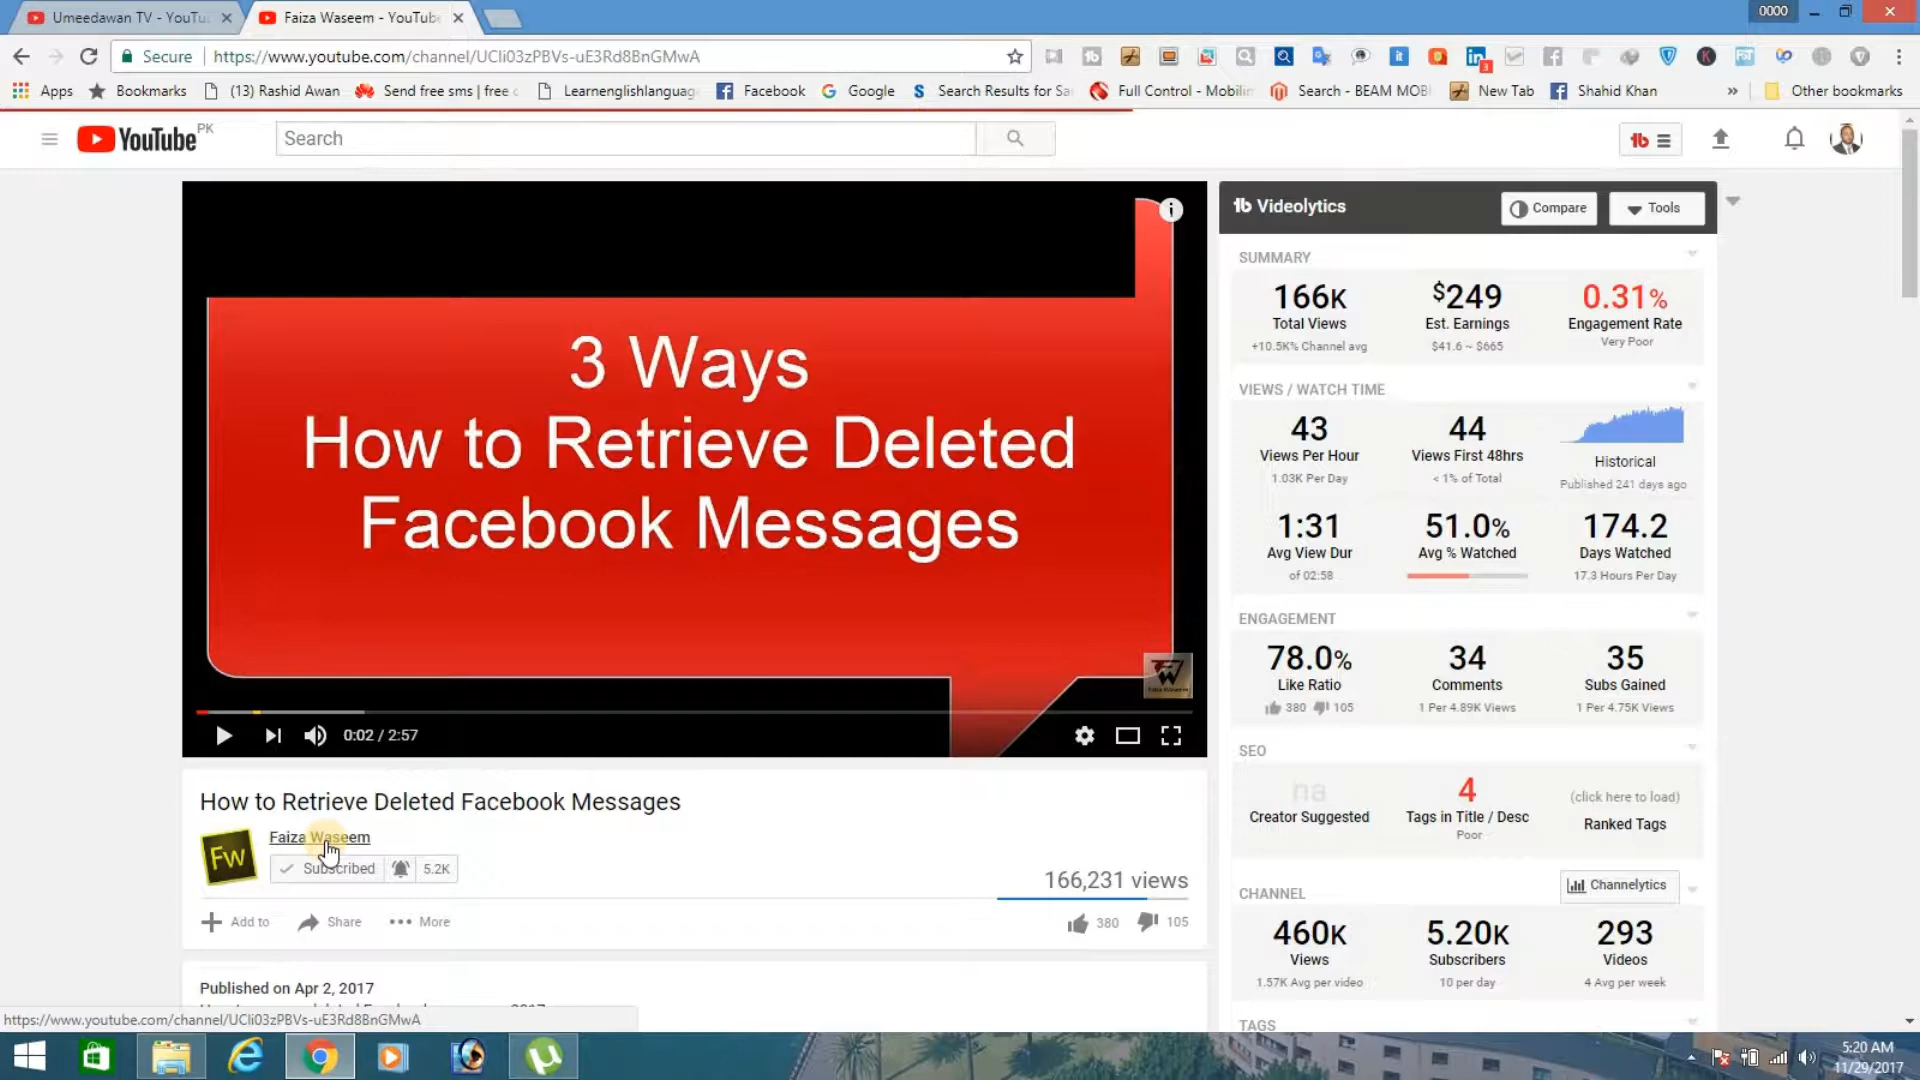 Umeedawan TV - YouTu
Faiza Waseem - YouTube
0000
Secure
https://www.youtube.com/channel/UCIi03zPBVs-uE3Rd8BnGMwA
Apps
Bookmarks
(13) Rashid Awan
Send free sms | free
Learnenglishlanguag
Facebook
Google
Search Results for Sa
Full Control - Mobilin
Search - BEAM MOBI
New Tab
Shahid Khan
»
Other bookmarks
YouTube PK
Search
Videolytics
Compare
Tools
3 Ways
How to Retrieve Deleted
Facebook Messages
0:02 / 2:57
SUMMARY
166K
Total Views
+10.5K% Channel avg
$249
Est. Earnings
$41.6 ~ $665
0.31%
Engagement Rate
Very Poor
VIEWS / WATCH TIME
43
Views Per Hour
1.03K Per Day
44
Views First 48hrs
< 1% of Total
Historical
Published 241 days ago
1:31
Avg View Dur
of 02:58
51.0%
Avg % Watched
174.2
Days Watched
17.3 Hours Per Day
ENGAGEMENT
78.0%
Like Ratio
380 105
34
Comments
1 Per 4.89K Views
35
Subs Gained
1 Per 4.75K Views
SEO
na
Creator Suggested
4
Tags in Title / Desc
Poor
(click here to load)
Ranked Tags
CHANNEL
Channelytics
460K
Views
1.57K Avg per video
5.20K
Subscribers
10 per day
293
Videos
4 Avg per week
TAGS
How to Retrieve Deleted Facebook Messages
Fw
Faiza Waseem
Subscribed
5.2K
166,231 views
Add to
Share
More
380
105
Published on Apr 2, 2017
https://www.youtube.com/channel/UCIi03zPBVs-uE3Rd8BnGMwA
5:20 AM
11/29/2017